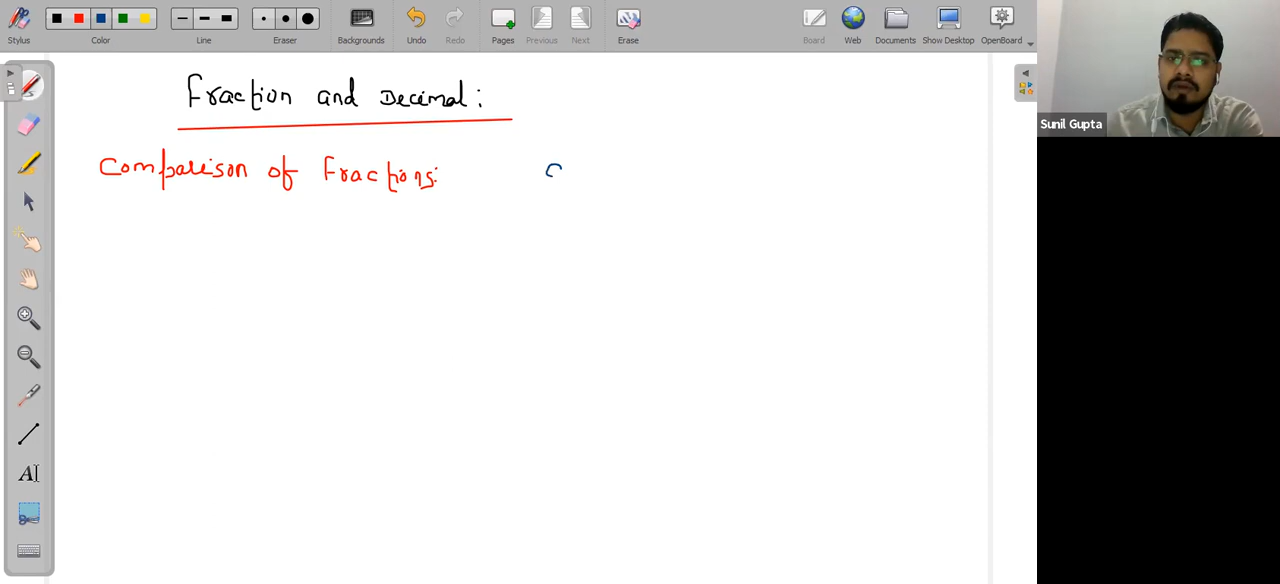 Stylus
Color
Line
Eraser
Backgrounds
Undo
Redo
Pages
Previous
Next
Erase
Board
Web
Documents
Show Desktop
OpenBoard
Fraction and Decimal:
Comparison of Fractions:
Sunil Gupta